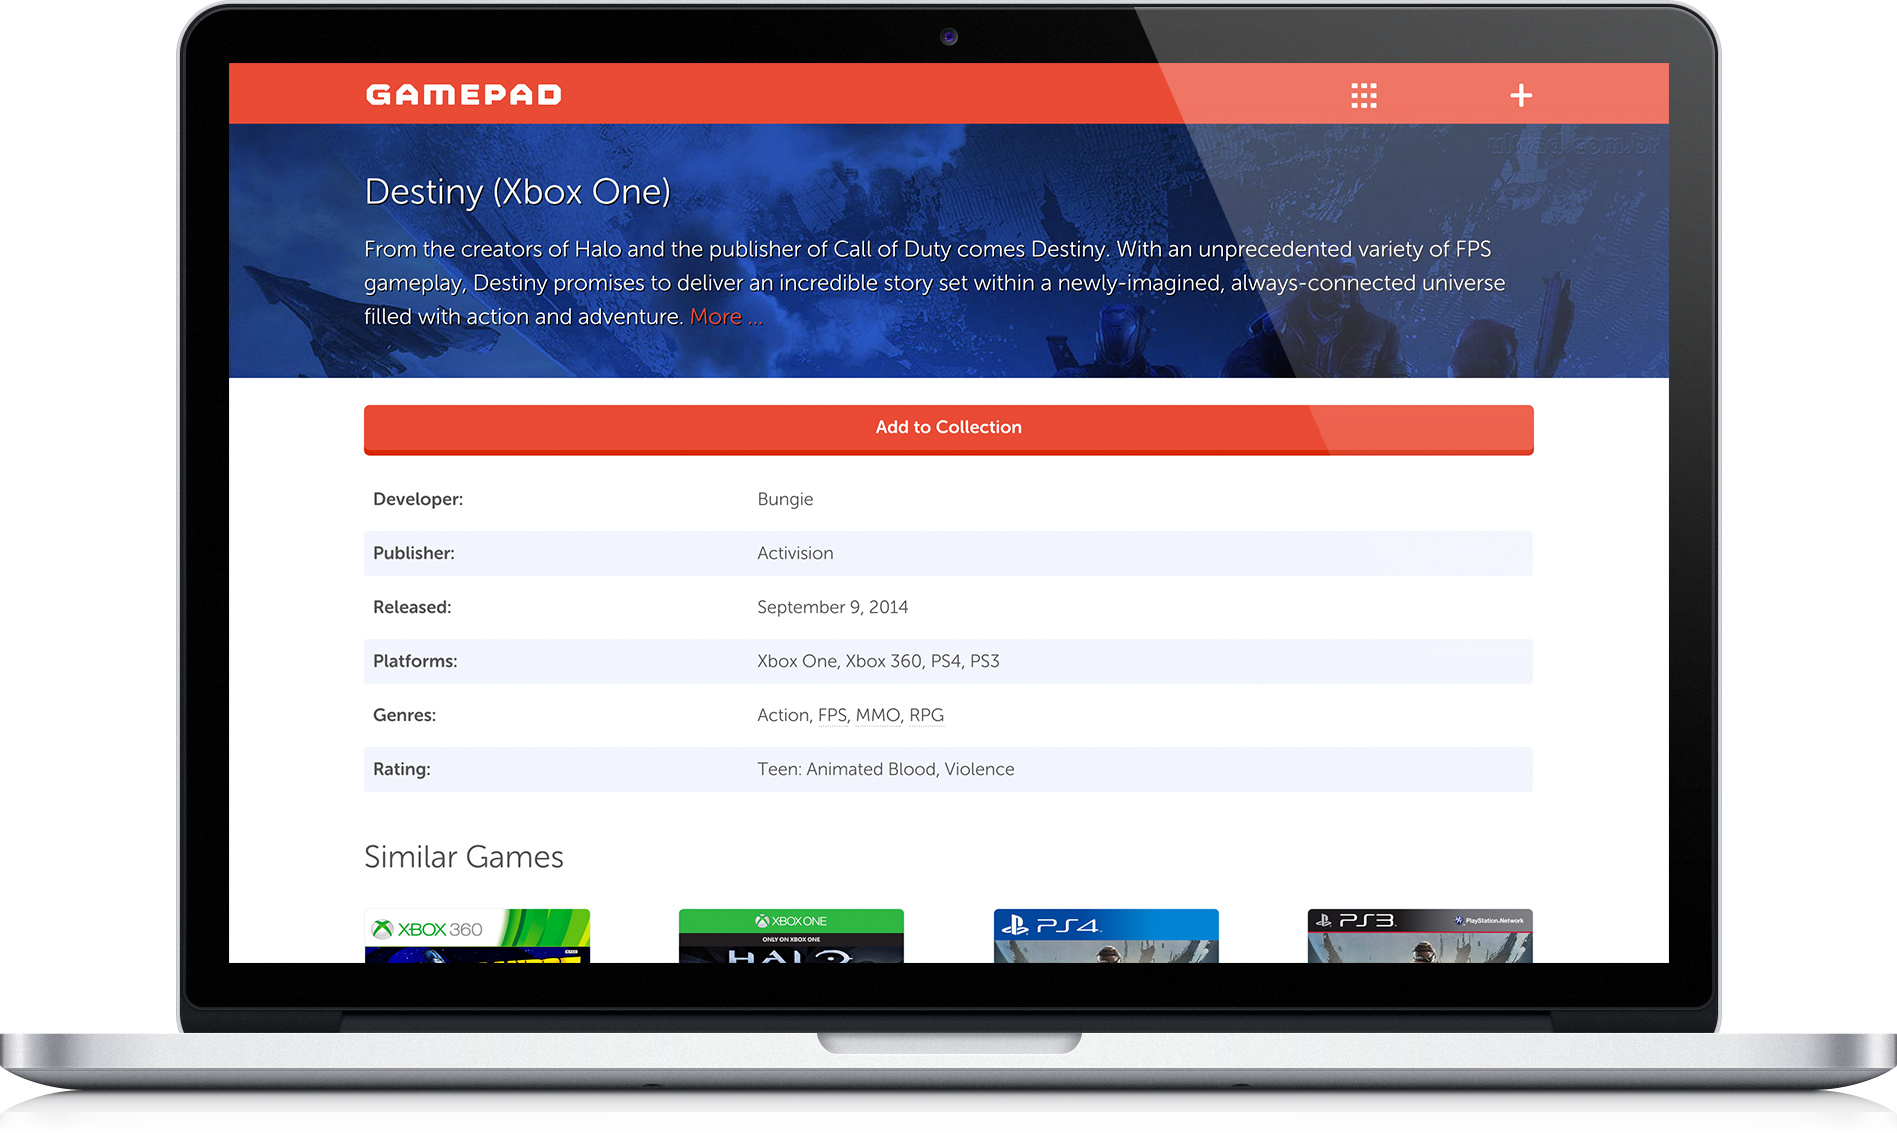 GAMEPAD
Destiny (Xbox One)
From the creators of Halo and the publisher of Call of Duty comes Destiny. With an unprecedented variety of FPS
gameplay, Destiny promises to deliver an incredible story set within a newly-imagined, always-connected universe
filled with action and adventure. More ...
Add to Collection
Developer: Bungie
Publisher: Activision
Released: September 9, 2014
Platforms: Xbox One, Xbox 360, PS4, PS3
Genres: Action, FPS, MMO, RPG
Rating: Teen: Animated Blood, Violence
Similar Games
XBOX 360
XBOX ONE
ONLY ON XBOX ONE
HALO
PS4
PS3
PlayStation Network